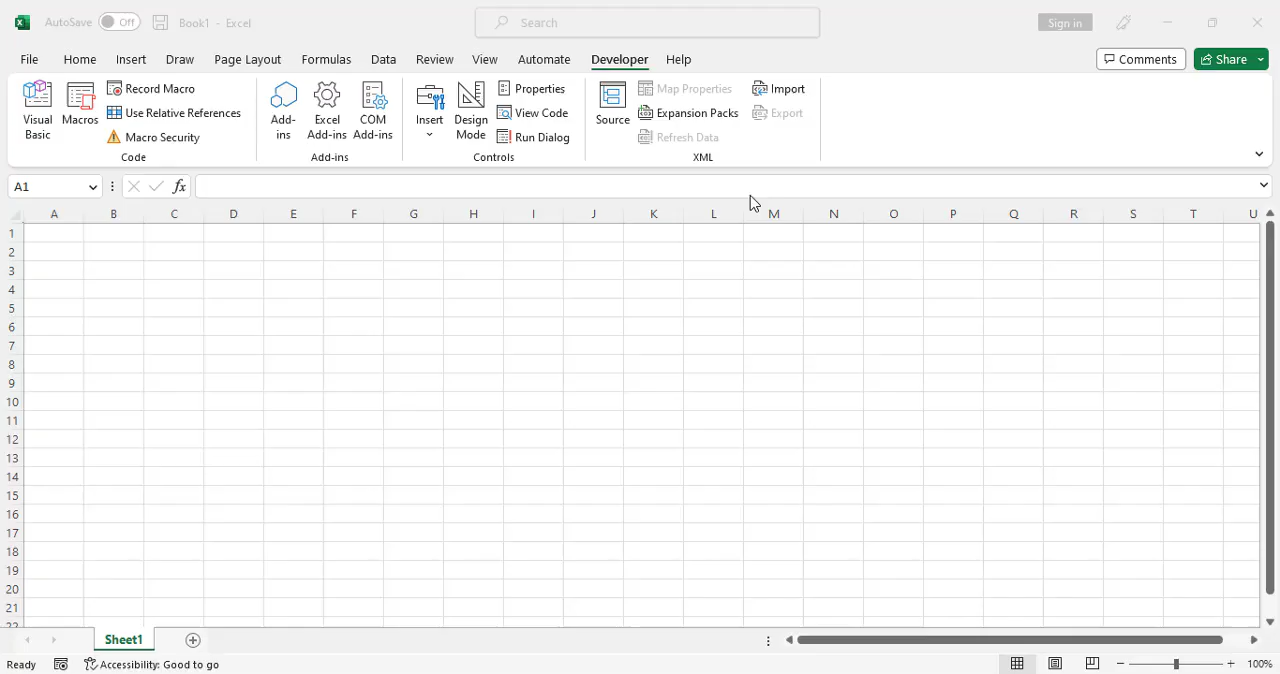 AutoSave Off Book1 - Excel Search Sign in
File Home Insert Draw Page Layout Formulas Data Review View Automate Developer Help Comments Share
Visual Basic
Macros
Record Macro
Use Relative References
Macro Security
Code
Add-ins
Excel Add-ins
COM Add-ins
Add-ins
Insert
Design Mode
Properties
View Code
Run Dialog
Controls
Source
Map Properties
Expansion Packs
Refresh Data
Import
Export
XML
A1 fx
A B C D E F G H I J K L M N O P Q R S T U
1
2
3
4
5
6
7
8
9
10
11
12
13
14
15
16
17
18
19
20
21
22
Sheet1
Ready Accessibility: Good to go 100%